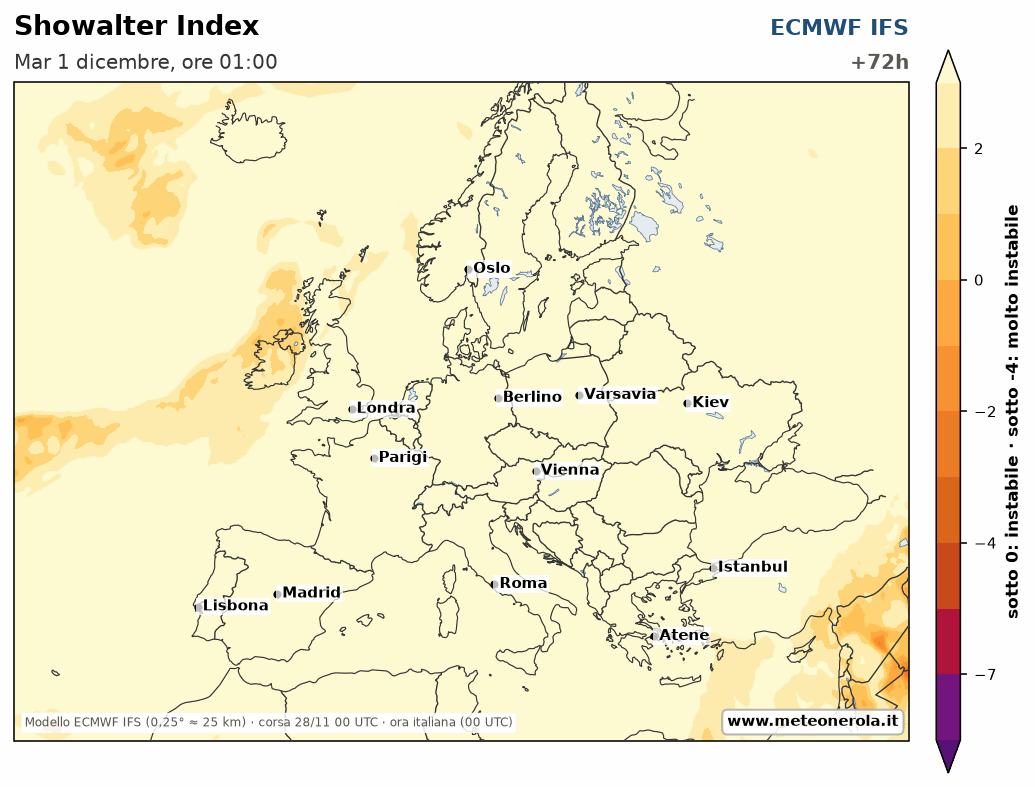 Showalter Index
ECMWF IFS
Mar 1 dicembre, ore 01:00
+72h
Oslo
Londra
Berlino
Varsavia
Kiev
Parigi
Vienna
Istanbul
Roma
Madrid
Lisbona
Atene
2
0
−2
−4
−7
sotto 0: instabile · sotto -4: molto instabile
Modello ECMWF IFS (0,25° ≈ 25 km) · corsa 28/11 00 UTC · ora italiana (00 UTC)
www.meteonerola.it